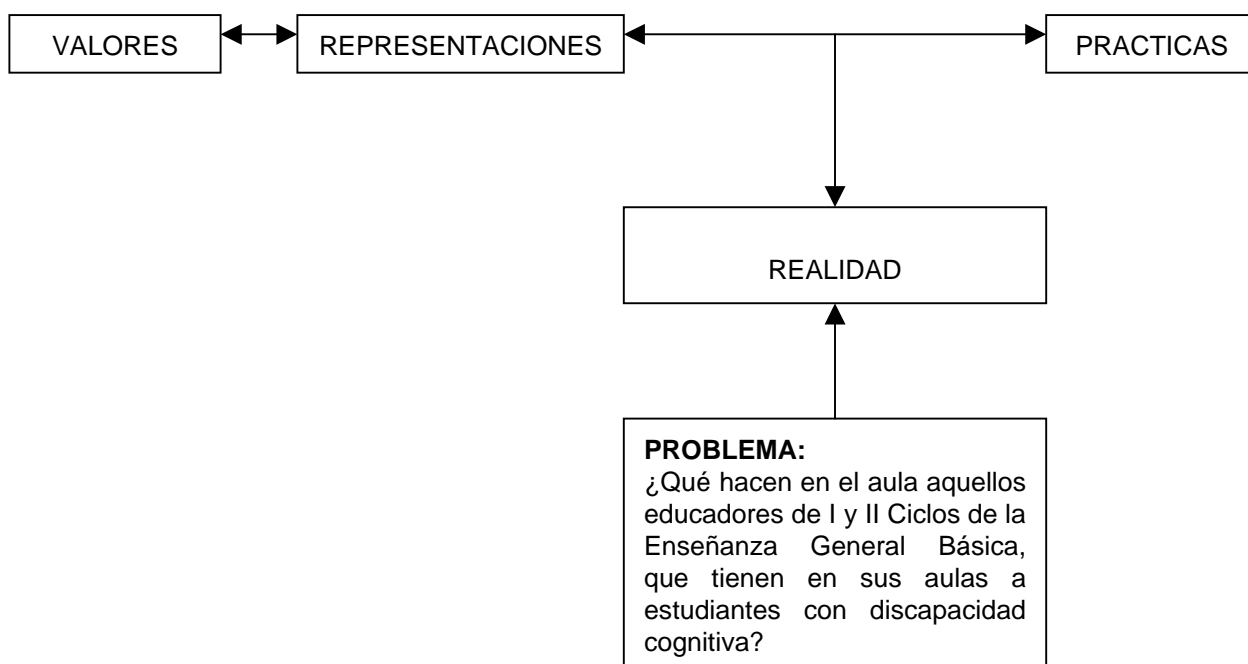 VALORES
REPRESENTACIONES
PRACTICAS
REALIDAD
PROBLEMA:
¿Qué hacen en el aula aquellos
educadores de I y II Ciclos de la
Enseñanza General Básica,
que tienen en sus aulas a
estudiantes con discapacidad
cognitiva?